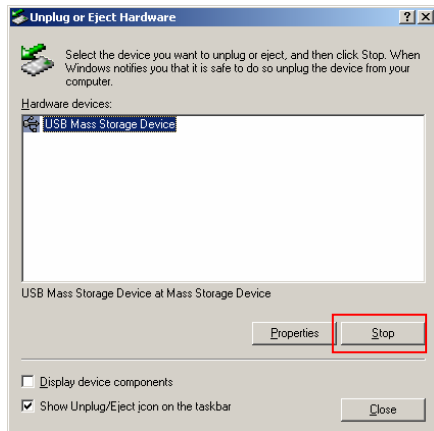 Unplug or Eject Hardware
Select the device you want to unplug or eject, and then click Stop. When
Windows notifies you that it is safe to do so unplug the device from your
computer.
Hardware devices:
USB Mass Storage Device
USB Mass Storage Device at Mass Storage Device
Properties Stop
Display device components
Show Unplug/Eject icon on the taskbar
Close